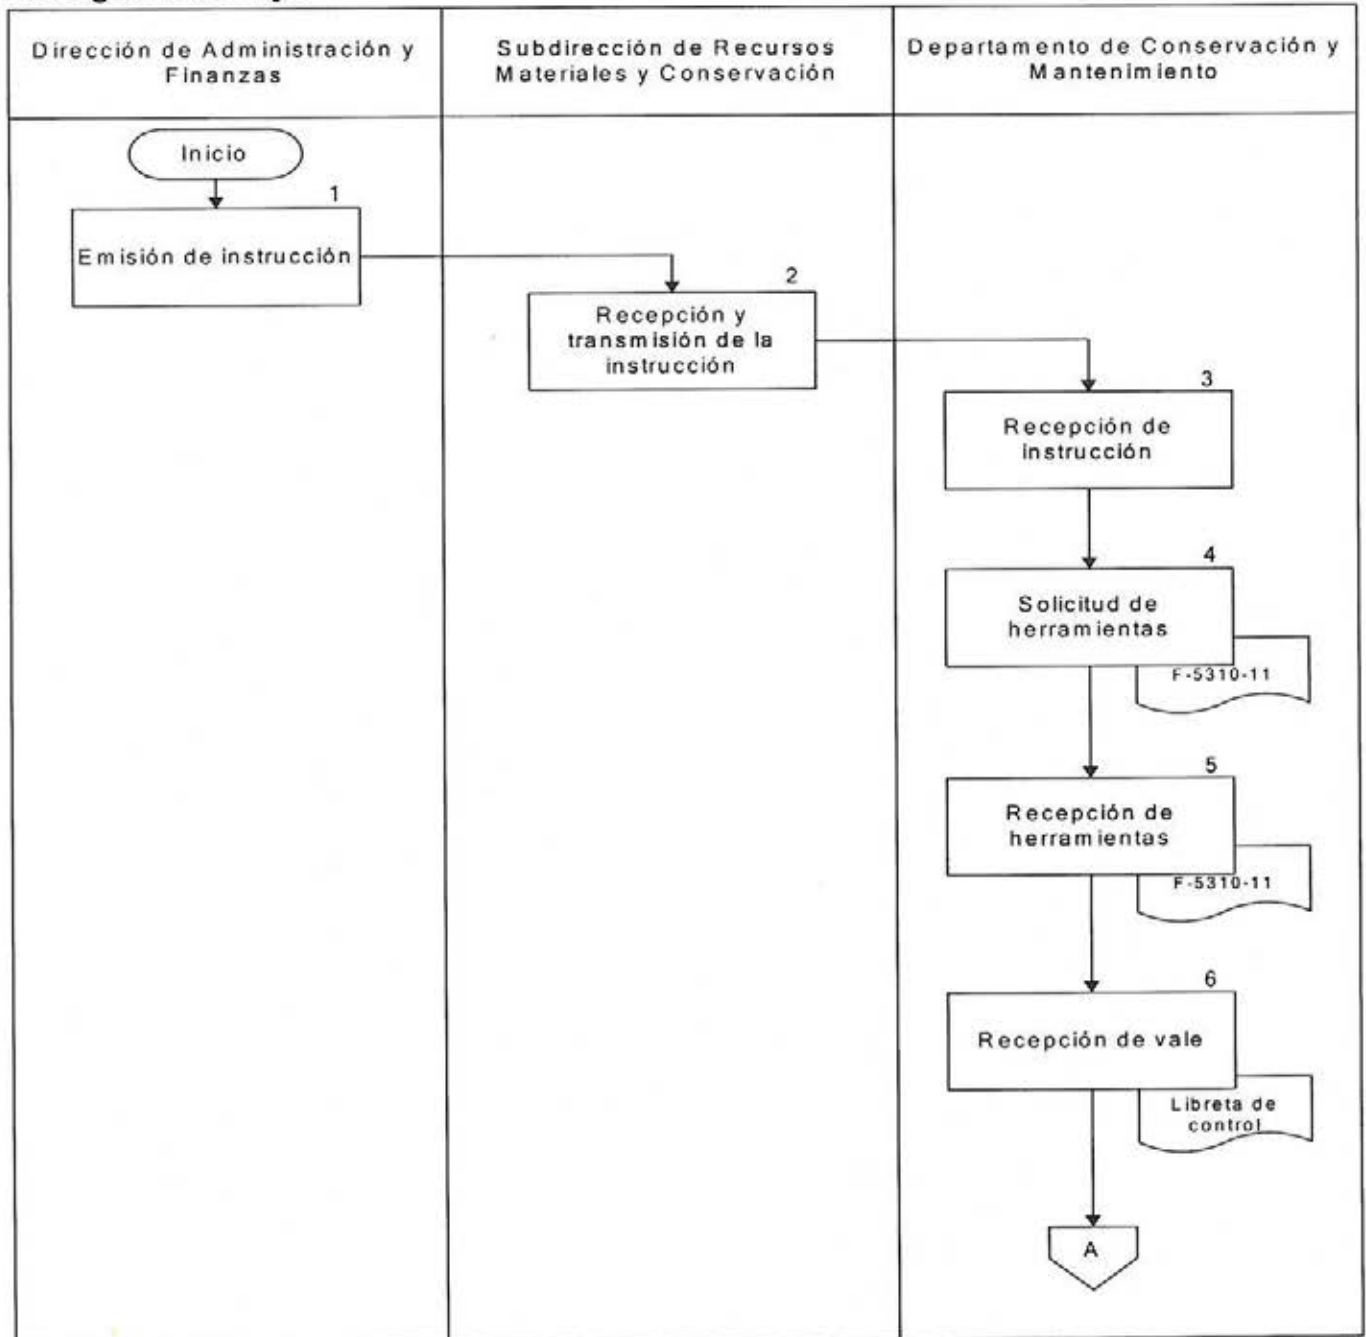 Dirección de Administración y
Finanzas
Subdirección de Recursos
Materiales y Conservación
Departamento de Conservación y
Mantenimiento
Inicio
1
Emisión de instrucción
2
Recepción y
transmisión de la
instrucción
3
Recepción de
instrucción
4
Solicitud de
herramientas
F-5310-11
5
Recepción de
herramientas
F-5310-11
6
Recepción de vale
Libreta de
control
A